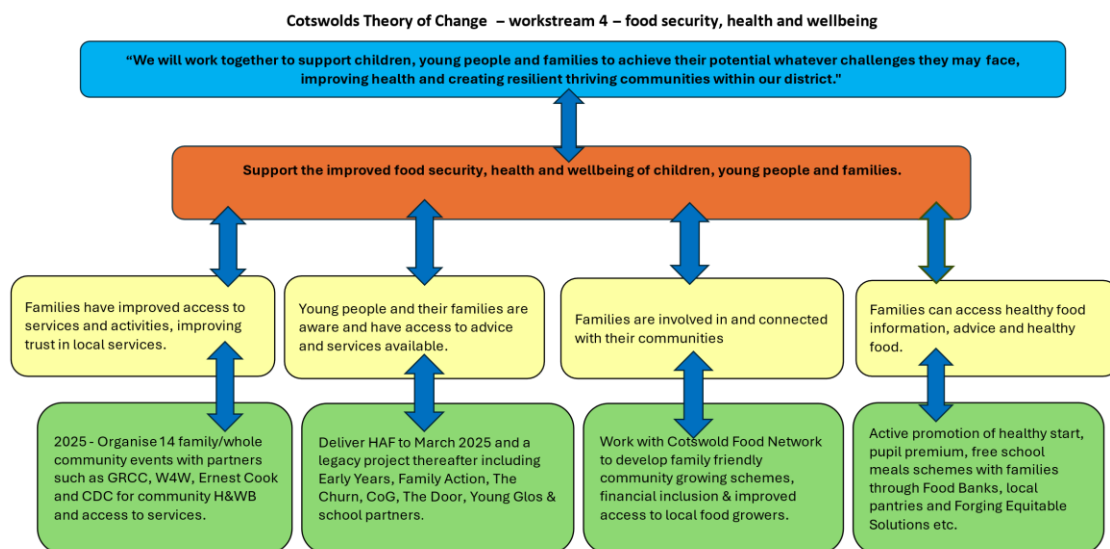 Cotswolds Theory of Change – workstream 4 – food security, health and wellbeing
“We will work together to support children, young people and families to achieve their potential whatever challenges they may face,
improving health and creating resilient thriving communities within our district."
Support the improved food security, health and wellbeing of children, young people and families.
Families have improved access to
services and activities, improving
trust in local services.
Young people and their families are
aware and have access to advice
and services available.
Families are involved in and connected
with their communities
Families can access healthy food
information, advice and healthy
food.
2025 - Organise 14 family/whole
community events with partners
such as GRCC, W4W, Ernest Cook
and CDC for community H&WB
and access to services.
Deliver HAF to March 2025 and a
legacy project thereafter including
Early Years, Family Action, The
Churn, CoG, The Door, Young Glos &
school partners.
Work with Cotswold Food Network
to develop family friendly
community growing schemes,
financial inclusion & improved
access to local food growers.
Active promotion of healthy start,
pupil premium, free school
meals schemes with families
through Food Banks, local
pantries and Forging Equitable
Solutions etc.